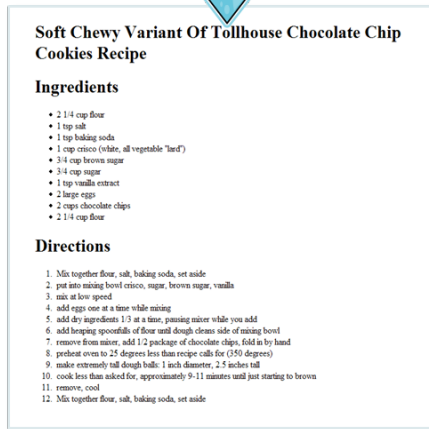 Soft Chewy Variant Of Tollhouse Chocolate Chip
Cookies Recipe
Ingredients
• 2 1/4 cup flour
• 1 tsp salt
• 1 tsp baking soda
• 1 cup crisco (white, all vegetable "lard")
• 3/4 cup brown sugar
• 3/4 cup sugar
• 1 tsp vanilla extract
• 2 large eggs
• 2 cups chocolate chips
• 2 1/4 cup flour
Directions
1. Mix together flour, salt, baking soda, set aside
2. put into mixing bowl crisco, sugar, brown sugar, vanilla
3. mix at low speed
4. add eggs one at a time while mixing
5. add dry ingredients 1/3 at a time, pausing mixer while you add
6. add heaping spoonfulls of flour until dough cleans side of mixing bowl
7. remove from mixer, add 1/2 package of chocolate chips, fold in by hand
8. preheat oven to 25 degrees less than recipe calls for (350 degrees)
9. make extremely tall dough balls: 1 inch diameter, 2.5 inches tall
10. cook less than asked for, approximately 9-11 minutes until just starting to brown
11. remove, cool
12. Mix together flour, salt, baking soda, set aside